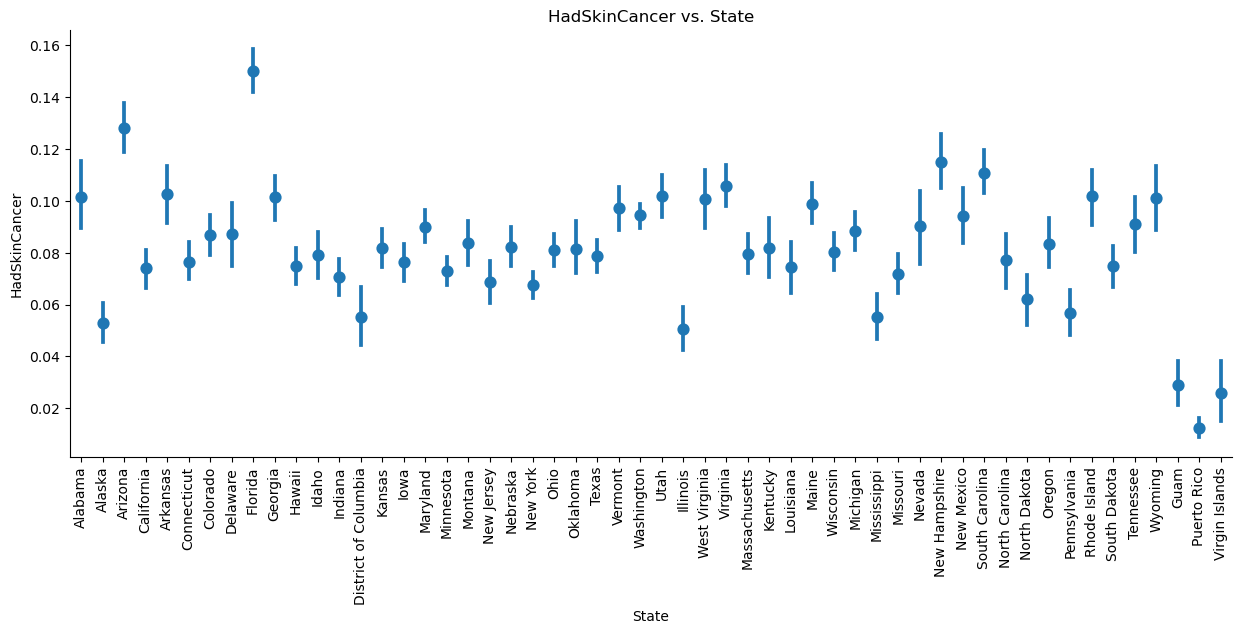 HadSkinCancer vs. State
HadSkinCancer
0.16
0.14
0.12
0.10
0.08
0.06
0.04
0.02
Alabama
Alaska
Arizona
California
Arkansas
Connecticut
Colorado
Delaware
Florida
Georgia
Hawaii
Idaho
Indiana
District of Columbia
Kansas
Iowa
Maryland
Minnesota
Montana
New Jersey
Nebraska
New York
Ohio
Oklahoma
Texas
Vermont
Washington
Utah
Illinois
West Virginia
Virginia
Massachusetts
Kentucky
Louisiana
Maine
Wisconsin
Michigan
Mississippi
Missouri
Nevada
New Hampshire
New Mexico
South Carolina
North Carolina
North Dakota
Oregon
Pennsylvania
Rhode Island
South Dakota
Tennessee
Wyoming
Guam
Puerto Rico
Virgin Islands
State